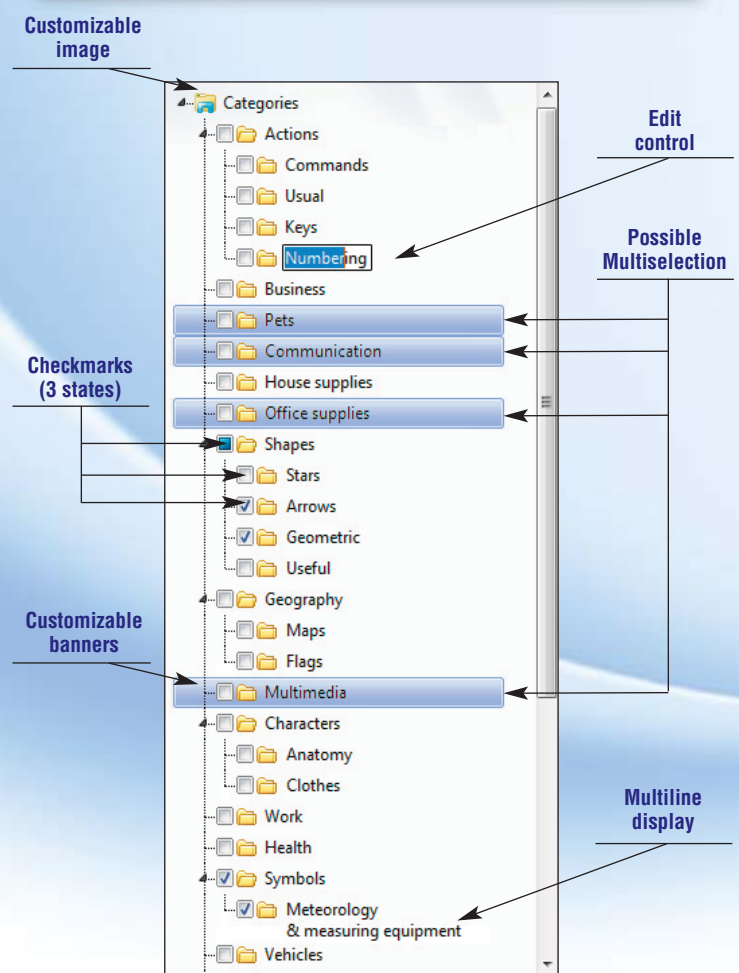 Customizable
image
Categories
Actions
Edit
control
Commands
Usual
Keys
Numbering
Possible
Multiselection
Business
Pets
Communication
Checkmarks
(3 states)
House supplies
Office supplies
Shapes
Stars
Arrows
Geometric
Useful
Geography
Customizable
banners
Maps
Flags
Multimedia
Characters
Anatomy
Clothes
Multiline
display
Work
Health
Symbols
Meteorology
& measuring equipment
Vehicles